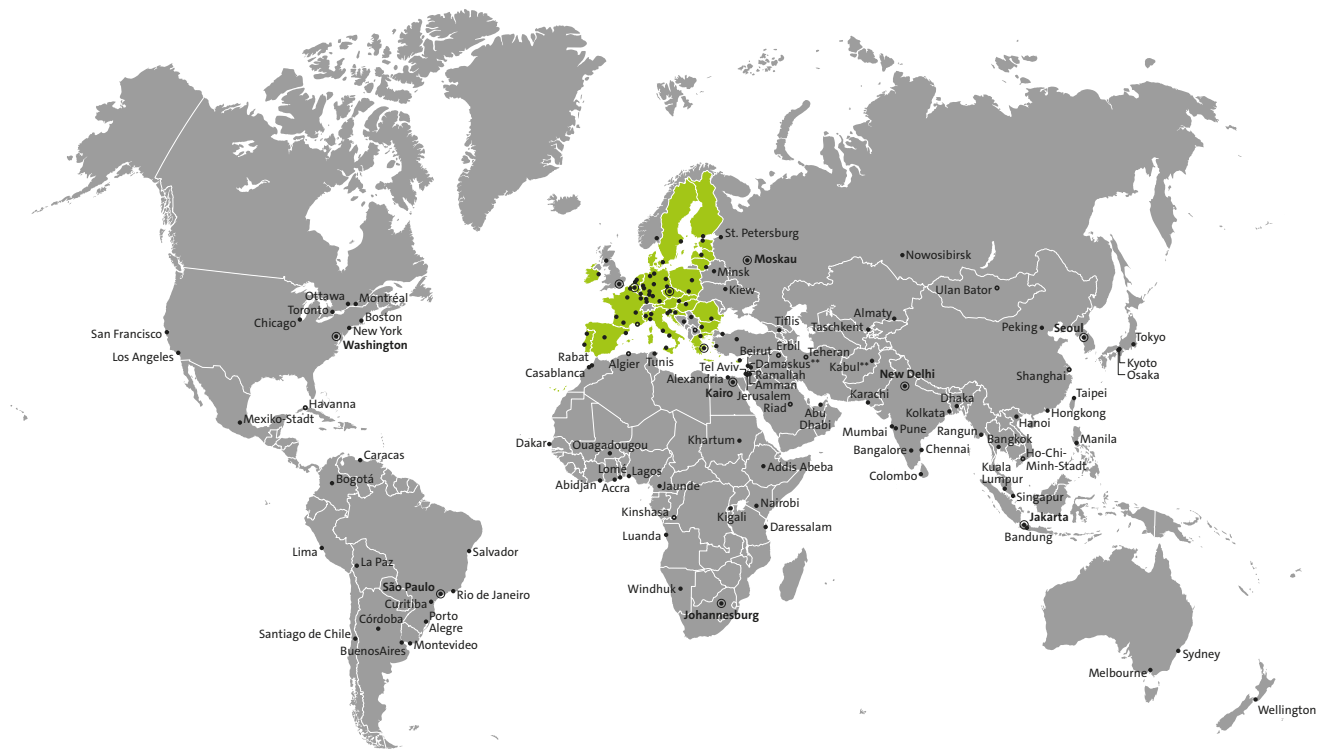 St. Petersburg
Moskau
Minsk
Kiew
Nowosibirsk
Ulan Bator
Ottawa
Montréal
Toronto
Boston
Chicago
New York
Washington
San Francisco
Los Angeles
Havanna
Mexiko-Stadt
Caracas
Bogotá
Lima
La Paz
Salvador
São Paulo
Rio de Janeiro
Curitiba
Córdoba
Porto
Alegre
Santiago de Chile
BuenosAires
Montevideo
Rabat
Casablanca
Algier
Tunis
Tiflis
Taschkent
Almaty
Beirut
Erbil
Teheran
Tel Aviv
Damaskus**
Kabul**
Alexandria
Ramallah
Amman
Kairo
Jerusalem
Riad
Abu
Dhabi
Karachi
New Delhi
Dhaka
Kolkata
Mumbai
Pune
Rangun
Bangalore
Chennai
Colombo
Peking
Seoul
Tokyo
Kyoto
Osaka
Shanghai
Taipei
Hongkong
Hanoi
Bangkok
Manila
Ho-Chi-
Minh-Stadt
Kuala
Lumpur
Singapur
Jakarta
Bandung
Dakar
Ouagadougou
Khartum
Lomé
Lagos
Abidjan
Accra
Jaunde
Addis Abeba
Nairobi
Kinshasa
Kigali
Daressalam
Luanda
Windhuk
Johannesburg
Sydney
Melbourne
Wellington